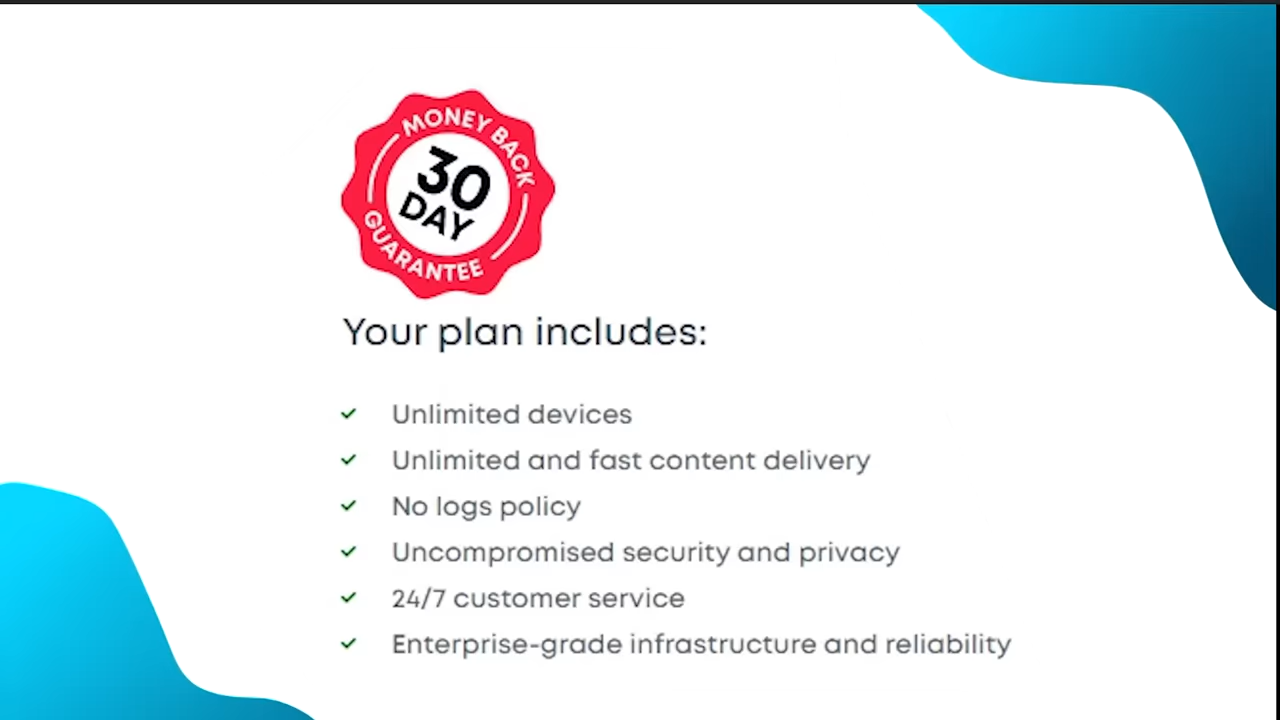 MONEY BACK
30
DAY
GUARANTEE
Your plan includes:
Unlimited devices
Unlimited and fast content delivery
No logs policy
Uncompromised security and privacy
24/7 customer service
Enterprise-grade infrastructure and reliability